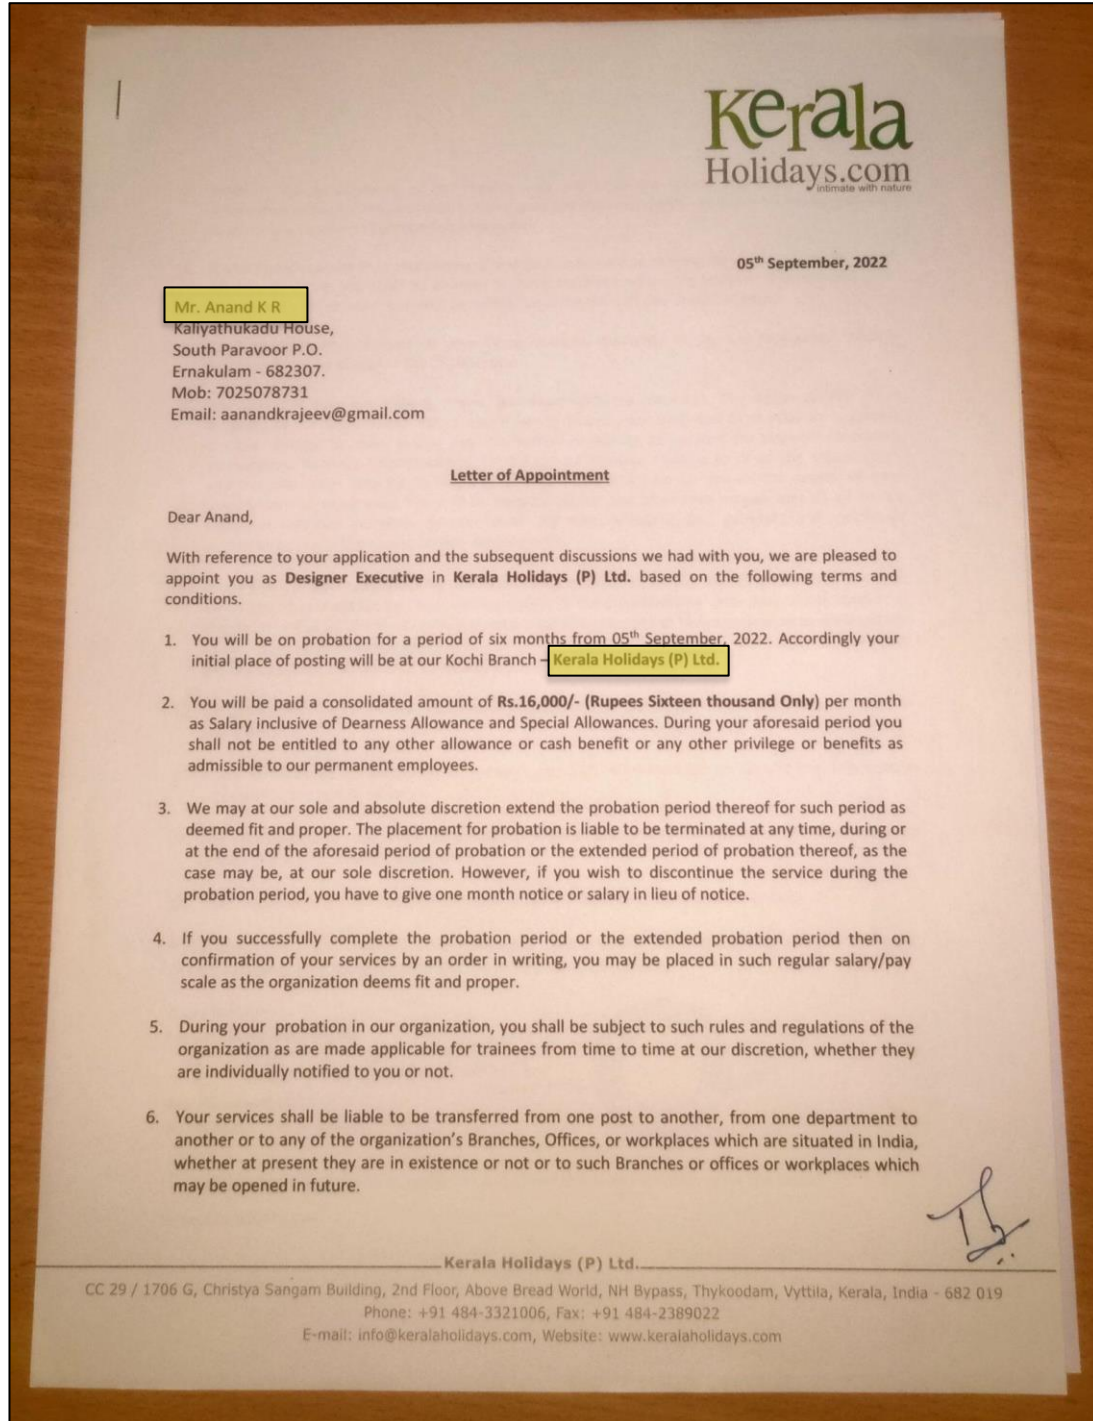 Kerala
Holidays.com
intimate with nature
05th September, 2022
Mr. Anand K R
Kaliyathukadu House,
South Paravoor P.O.
Ernakulam - 682307.
Mob: 7025078731
Email: aanandkrajeev@gmail.com
Letter of Appointment
Dear Anand,
With reference to your application and the subsequent discussions we had with you, we are pleased to
appoint you as Designer Executive in Kerala Holidays (P) Ltd. based on the following terms and
conditions.
1. You will be on probation for a period of six months from 05th September, 2022. Accordingly your
initial place of posting will be at our Kochi Branch – Kerala Holidays (P) Ltd.
2. You will be paid a consolidated amount of Rs.16,000/- (Rupees Sixteen thousand Only) per month
as Salary inclusive of Dearness Allowance and Special Allowances. During your aforesaid period you
shall not be entitled to any other allowance or cash benefit or any other privilege or benefits as
admissible to our permanent employees.
3. We may at our sole and absolute discretion extend the probation period thereof for such period as
deemed fit and proper. The placement for probation is liable to be terminated at any time, during or
at the end of the aforesaid period of probation or the extended period of probation thereof, as the
case may be, at our sole discretion. However, if you wish to discontinue the service during the
probation period, you have to give one month notice or salary in lieu of notice.
4. If you successfully complete the probation period or the extended probation period then on
confirmation of your services by an order in writing, you may be placed in such regular salary/pay
scale as the organization deems fit and proper.
5. During your probation in our organization, you shall be subject to such rules and regulations of the
organization as are made applicable for trainees from time to time at our discretion, whether they
are individually notified to you or not.
6. Your services shall be liable to be transferred from one post to another, from one department to
another or to any of the organization's Branches, Offices, or workplaces which are situated in India,
whether at present they are in existence or not or to such Branches or offices or workplaces which
may be opened in future.
Kerala Holidays (P) Ltd.
CC 29 / 1706 G, Christya Sangam Building, 2nd Floor, Above Bread World, NH Bypass, Thykoodam, Vyttila, Kerala, India - 682 019
Phone: +91 484-3321006, Fax: +91 484-2389022
E-mail: info@keralaholidays.com, Website: www.keralaholidays.com